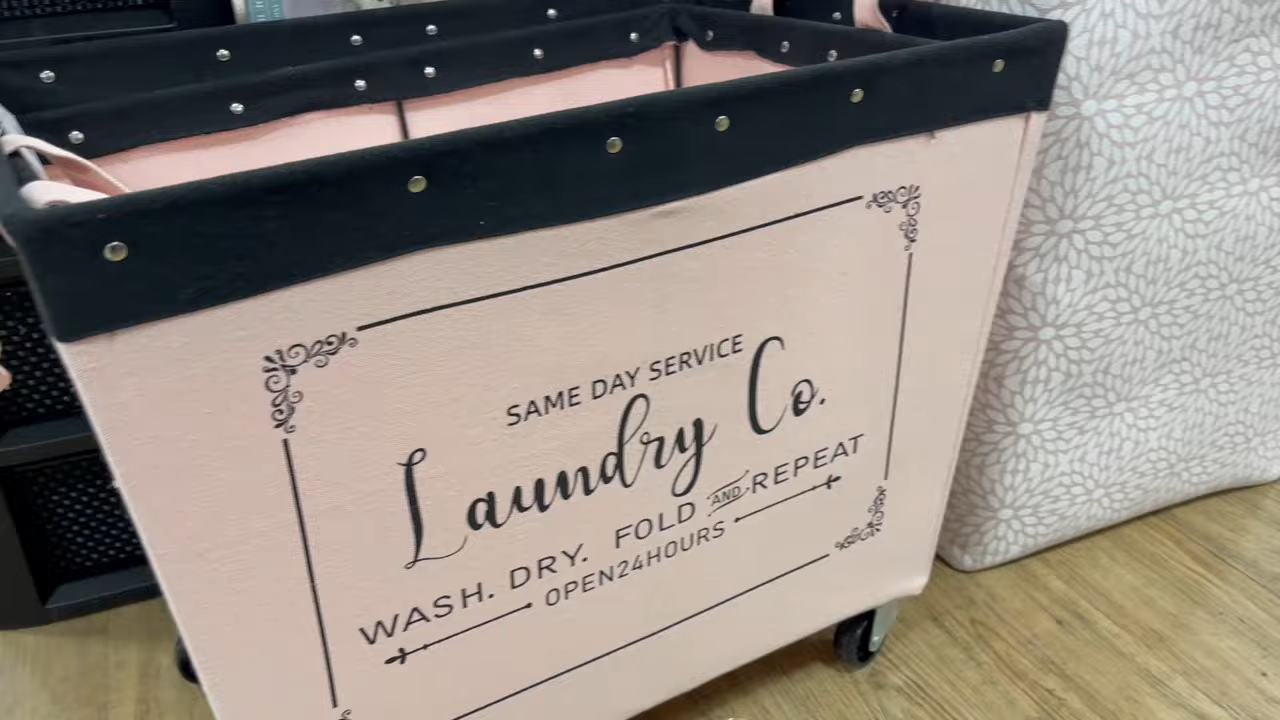 SAME DAY SERVICE
Laundry Co.
WASH. DRY. FOLD AND REPEAT
OPEN24HOURS